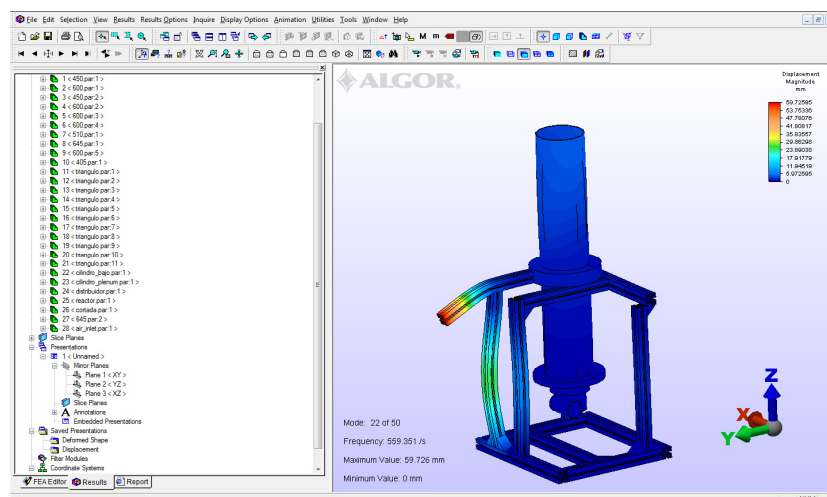 File Edit Selection View Results Results Options Inquire Display Options Animation Utilities Tools Window Help
1 < 450.par:1 >
2 < 600.par:1 >
3 < 450.par:2 >
4 < 600.par:2 >
5 < 600.par:3 >
6 < 600.par:4 >
7 < 510.par:1 >
8 < 645.par:1 >
9 < 600.par:5 >
10 < 405.par:1 >
11 < triangulo.par:1 >
12 < triangulo.par:2 >
13 < triangulo.par:3 >
14 < triangulo.par:4 >
15 < triangulo.par:5 >
16 < triangulo.par:6 >
17 < triangulo.par:7 >
18 < triangulo.par:8 >
19 < triangulo.par:9 >
20 < triangulo.par:10 >
21 < triangulo.par:11 >
22 < cilindro_bajo.par:1 >
23 < cilindro_plenum.par:1 >
24 < distribuidor.par:1 >
25 < reactor.par:1 >
26 < cortada.par:1 >
27 < 645.par:2 >
28 < air_inlet.par:1 >
Slice Planes
Presentations
1 < Unnamed >
Mirror Planes
Plane 1 < XY >
Plane 2 < YZ >
Plane 3 < XZ >
Slice Planes
Annotations
Embedded Presentations
Saved Presentations
Deformed Shape
Displacement
Filter Modules
Coordinate Systems
FEA Editor Results Report
ALGOR.
Displacement
Magnitude
mm
59.72595
53.75336
47.78076
41.80817
35.83557
29.86298
23.89038
17.91779
11.94519
5.972595
0
Mode: 22 of 50
Frequency: 559.351 /s
Maximum Value: 59.726 mm
Minimum Value: 0 mm
Z
X
Y